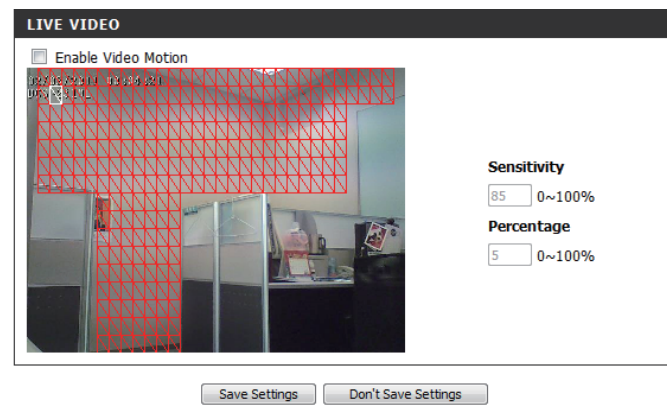 LIVE VIDEO
Enable Video Motion
Sensitivity
85 0~100%
Percentage
5 0~100%
Save Settings Don't Save Settings